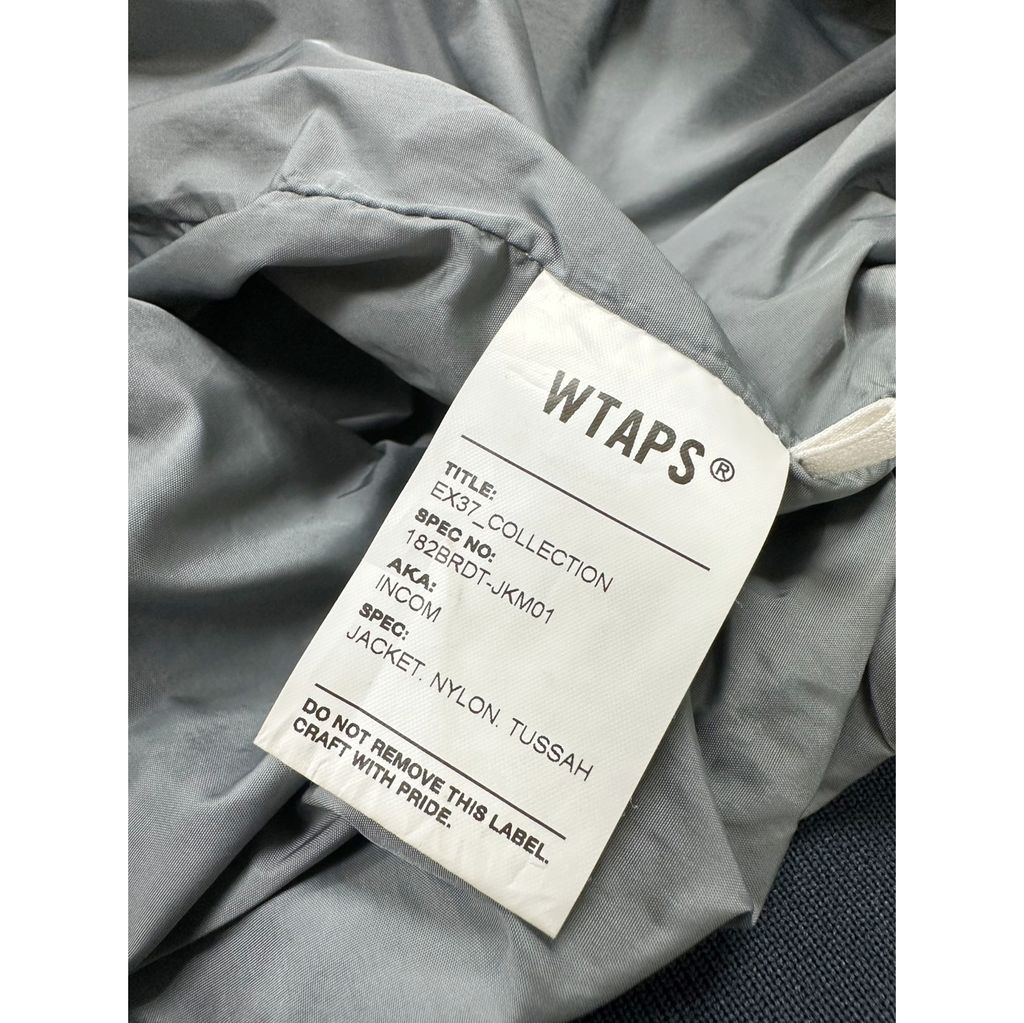 WTAPS®
TITLE:
EX37_COLLECTION
SPEC NO:
182BRDT-JKM01
AKA:
INCOM
SPEC:
JACKET. NYLON. TUSSAH
DO NOT REMOVE THIS LABEL.
CRAFT WITH PRIDE.